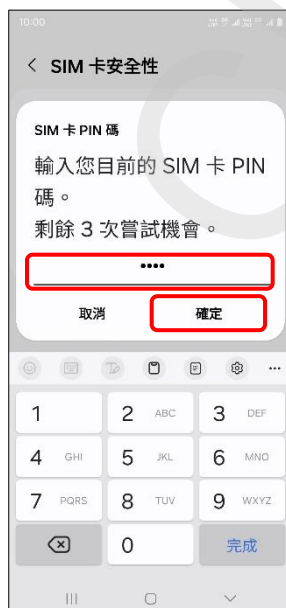 10:00
SIM 卡安全性
SIM 卡 PIN 碼
輸入您目前的 SIM 卡 PIN
碼。
剩餘 3 次嘗試機會。
••••
取消 確定
1 2 ABC 3 DEF
4 GHI 5 JKL 6 MNO
7 PQRS 8 TUV 9 WXYZ
0 完成